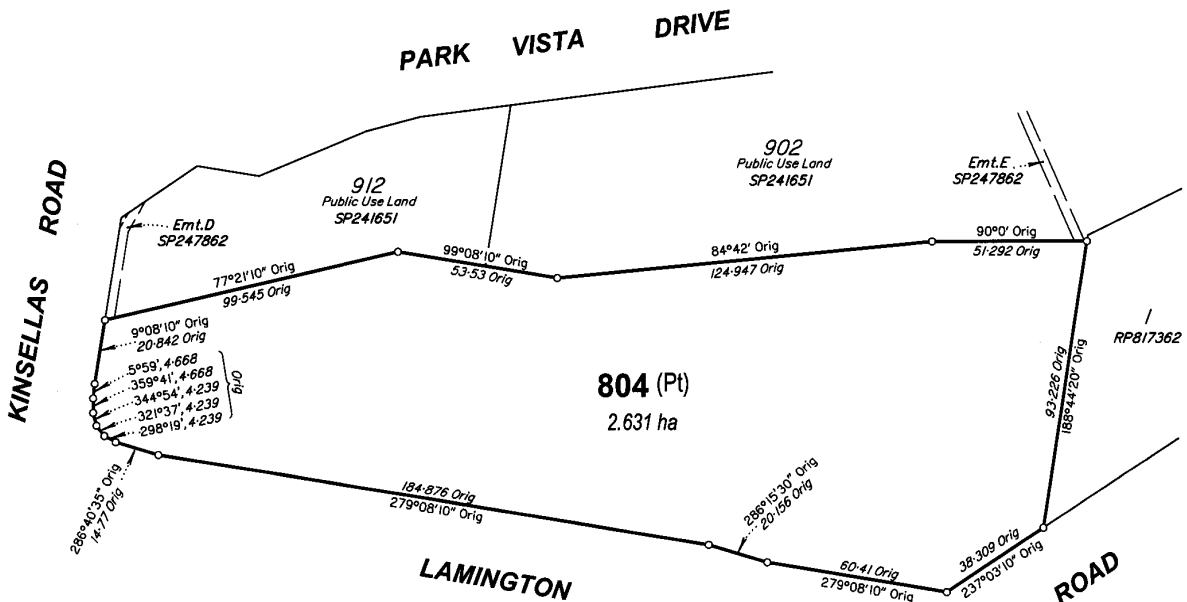 PARK VISTA DRIVE
KINSELLAS ROAD
902
Public Use Land
SP241651
Emt.E
SP247862
912
Public Use Land
SP241651
Emt.D
SP247862
77°21'10" Orig
99·545 Orig
99°08'10" Orig
53·53 Orig
84°42' Orig
124·947 Orig
90°0' Orig
51·292 Orig
9°08'10" Orig
20·842 Orig
5°59', 4·668
359°41', 4·668
344°54', 4·239
321°37', 4·239
298°19', 4·239
Orig
1
RP817362
93·226 Orig
188°44'20" Orig
804 (Pt)
2.631 ha
286°40'35" Orig
14·77 Orig
184·876 Orig
279°08'10" Orig
286°15'30" Orig
20·156 Orig
60·41 Orig
279°08'10" Orig
38·309 Orig
237°03'10" Orig
LAMINGTON ROAD